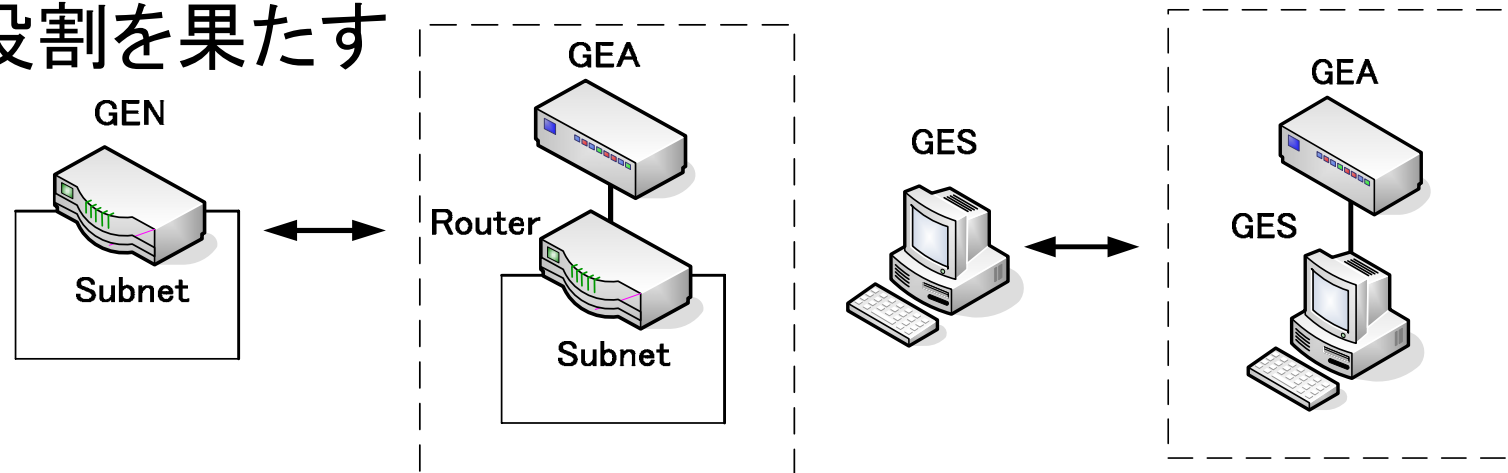 役割を果たす
GEN
Subnet
GEA
Router
Subnet
GES
GEA
GES